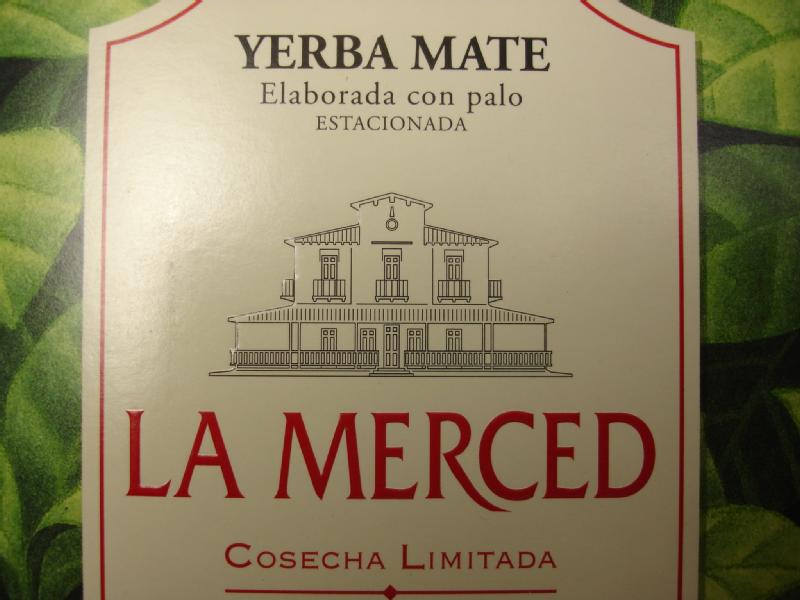 YERBA MATE
Elaborada con palo
ESTACIONADA
LA MERCED
COSECHA LIMITADA